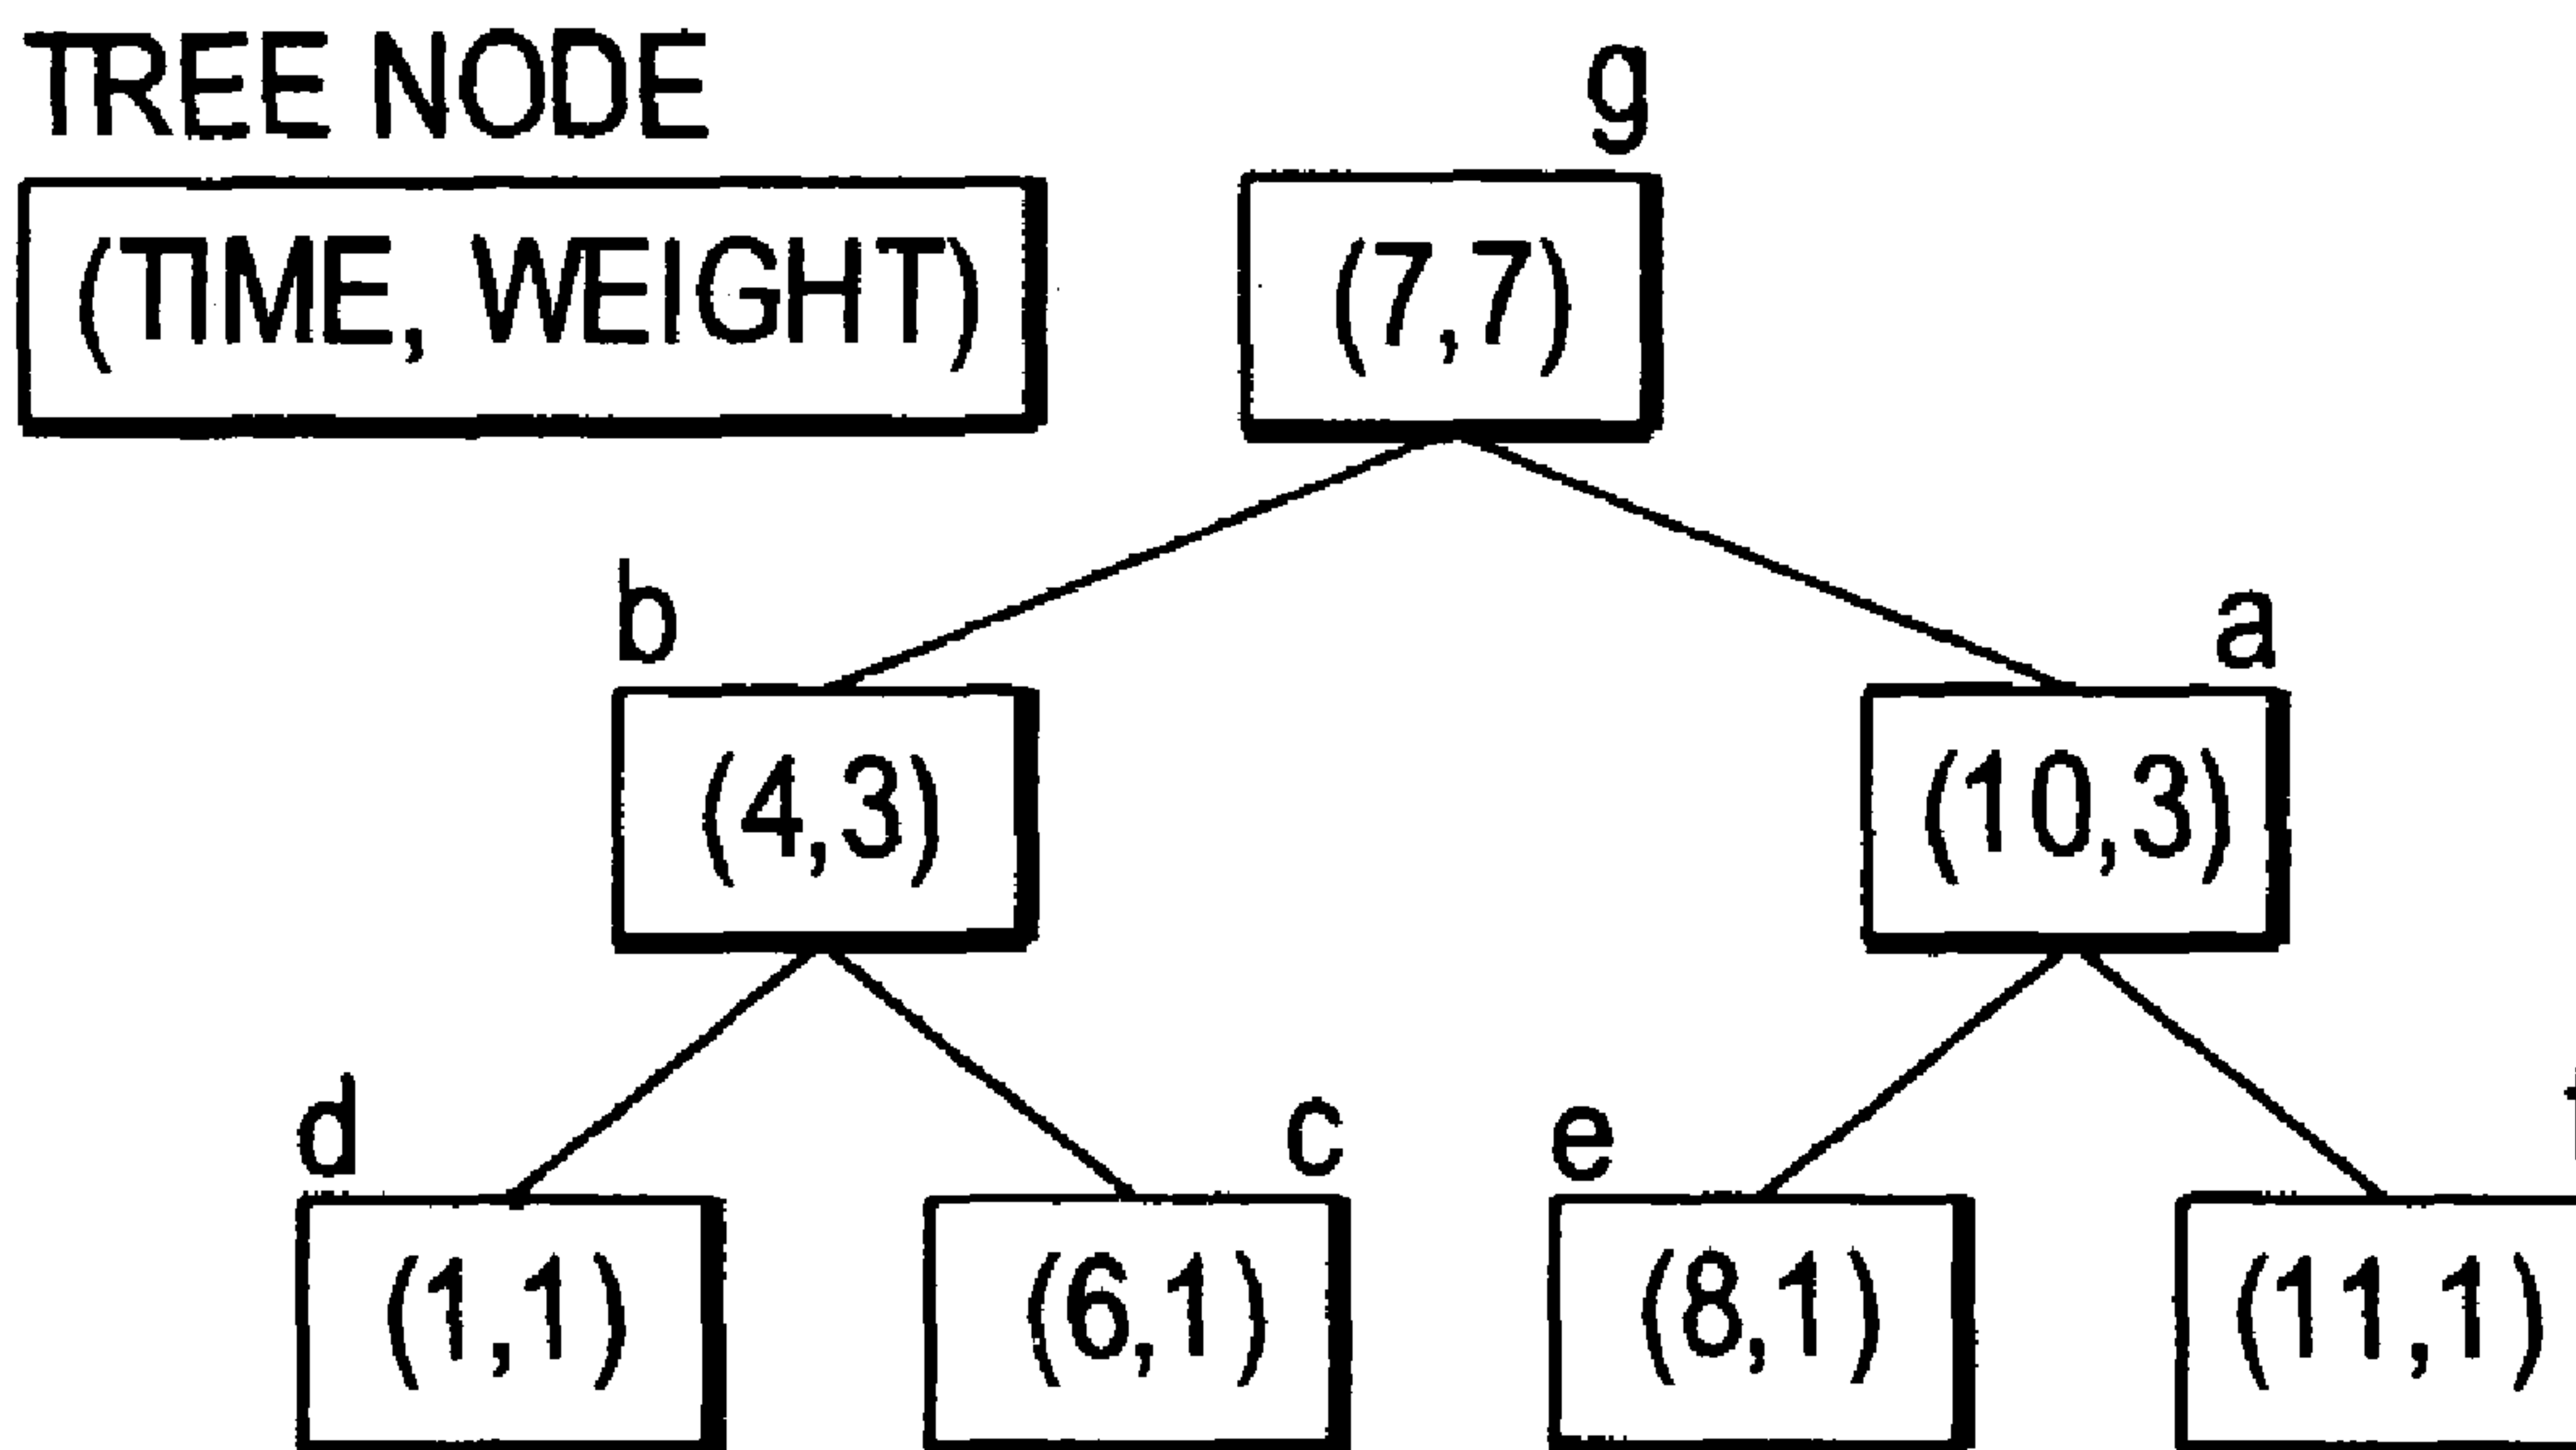 TREE NODE
g
(TIME, WEIGHT)
(7,7)
b
a
(4,3)
(10,3)
d
c
e
(1,1)
(6,1)
(8,1)
(11,1)